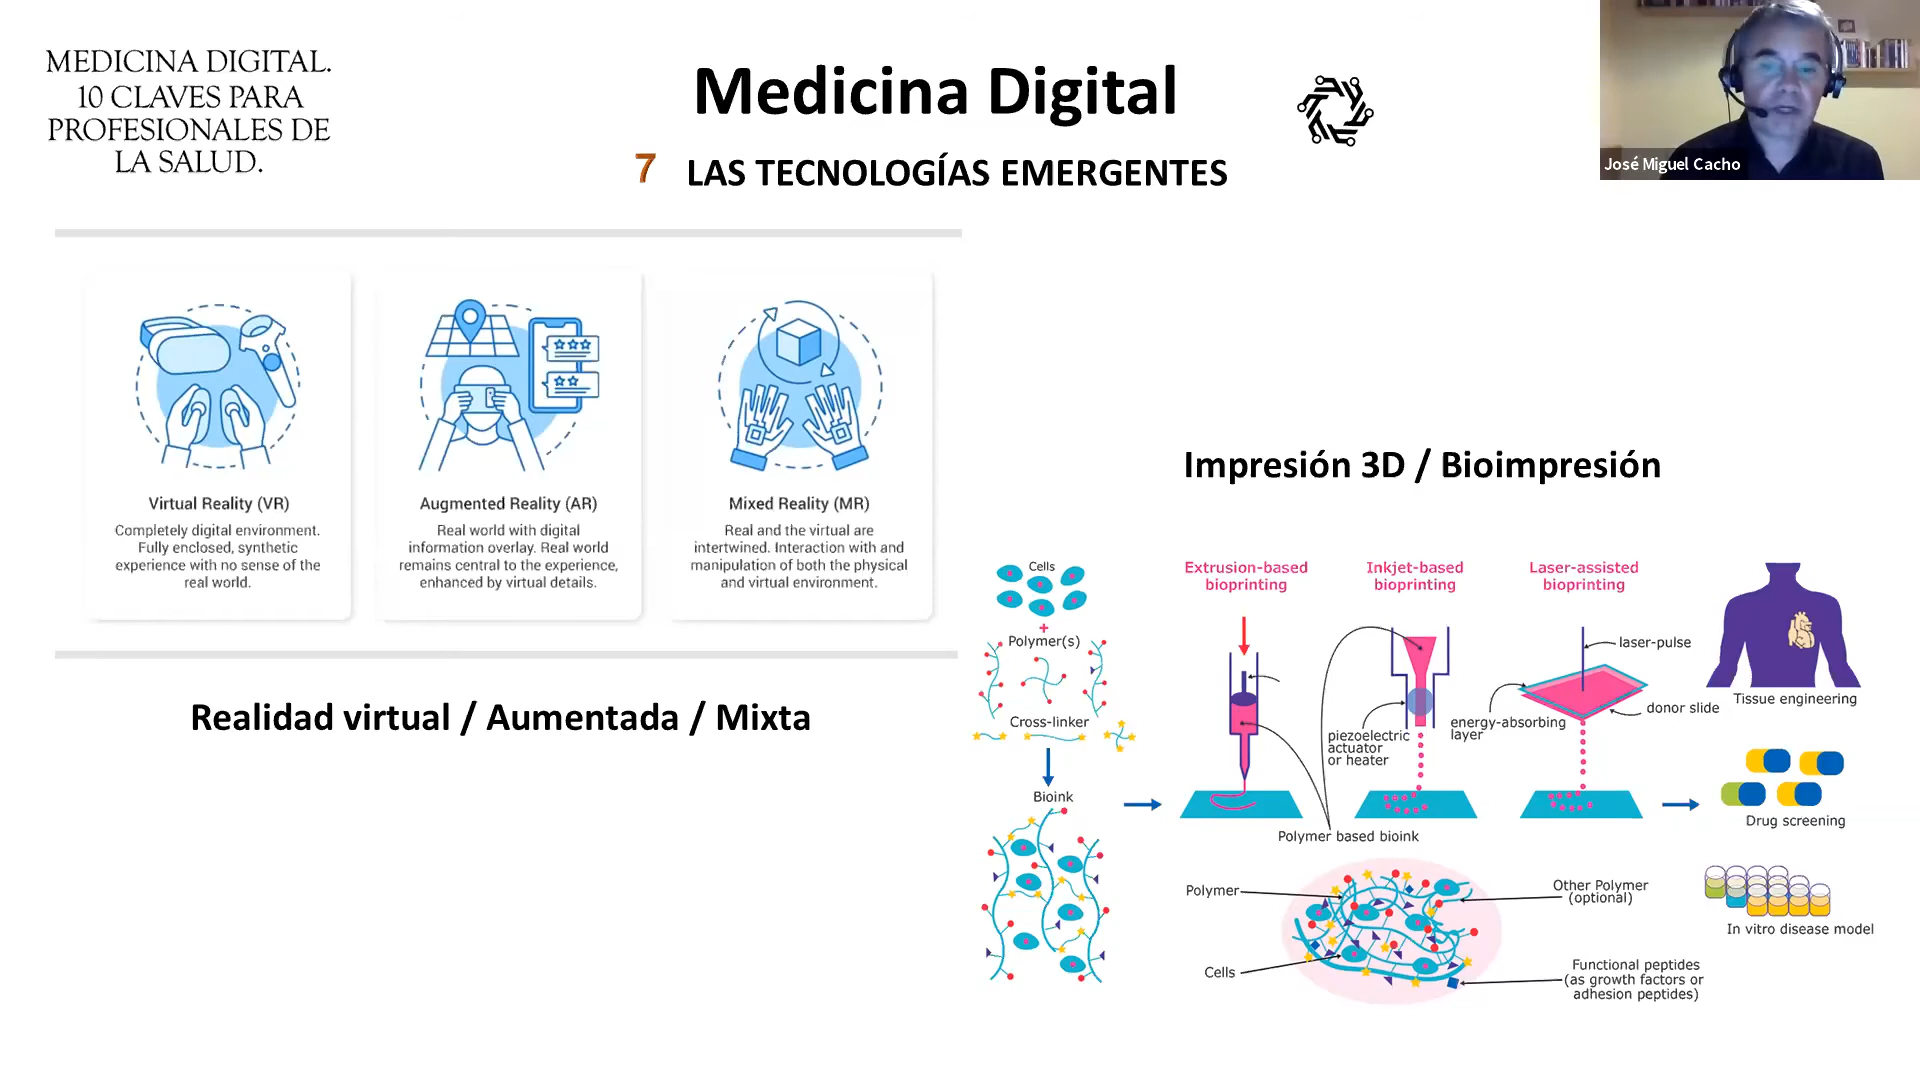 MEDICINA DIGITAL.
10 CLAVES PARA
PROFESIONALES DE
LA SALUD.
Medicina Digital
7 LAS TECNOLOGÍAS EMERGENTES
José Miguel Cacho
Virtual Reality (VR)
Completely digital environment.
Fully enclosed, synthetic
experience with no sense of the
real world.
Augmented Reality (AR)
Real world with digital
information overlay. Real world
remains central to the experience,
enhanced by virtual details.
Mixed Reality (MR)
Real and the virtual are
intertwined. Interaction with and
manipulation of both the physical
and virtual environment.
Realidad virtual / Aumentada / Mixta
Impresión 3D / Bioimpresión
Cells
+
Polymer(s)
Cross-linker
Bioink
Extrusion-based
bioprinting
Inkjet-based
bioprinting
Laser-assisted
bioprinting
piezoelectric
actuator
or heater
energy-absorbing
layer
laser-pulse
donor slide
Polymer based bioink
Polymer
Cells
Other Polymer
(optional)
Functional peptides
(as growth factors or
adhesion peptides)
Tissue engineering
Drug screening
In vitro disease model